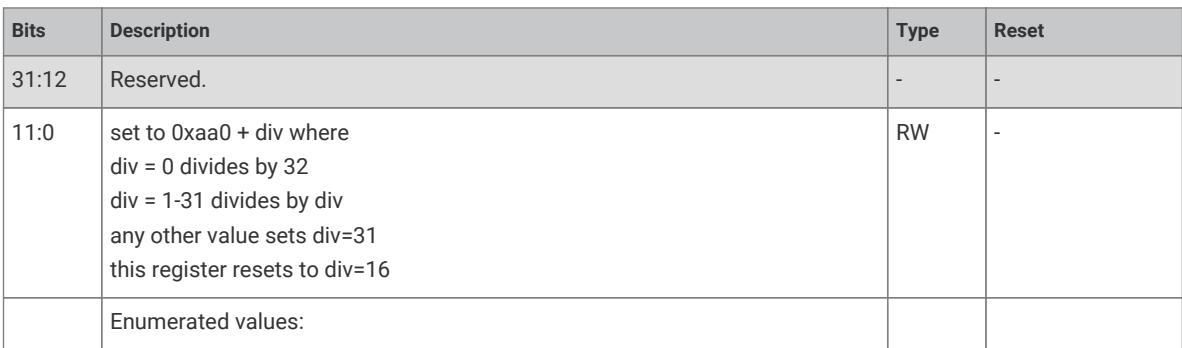 Bits Description Type Reset
31:12 Reserved. - -
11:0 set to 0xaa0 + div where RW -
div = 0 divides by 32
div = 1-31 divides by div
any other value sets div=31
this register resets to div=16
Enumerated values: